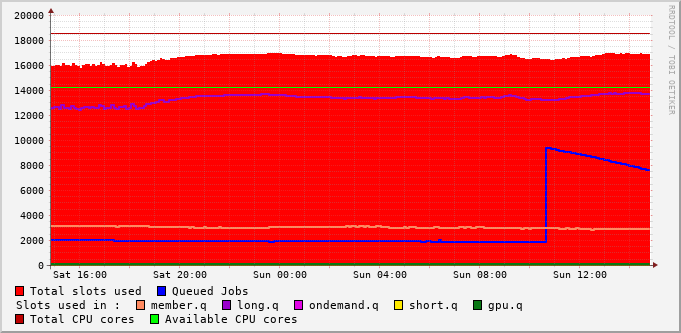 20000
18000
16000
14000
12000
10000
8000
6000
4000
2000
0
Sat 16:00 Sat 20:00 Sun 00:00 Sun 04:00 Sun 08:00 Sun 12:00
RRDTOOL / TOBI OETIKER
Total slots used Queued Jobs
Slots used in : member.q long.q ondemand.q short.q gpu.q
Total CPU cores Available CPU cores